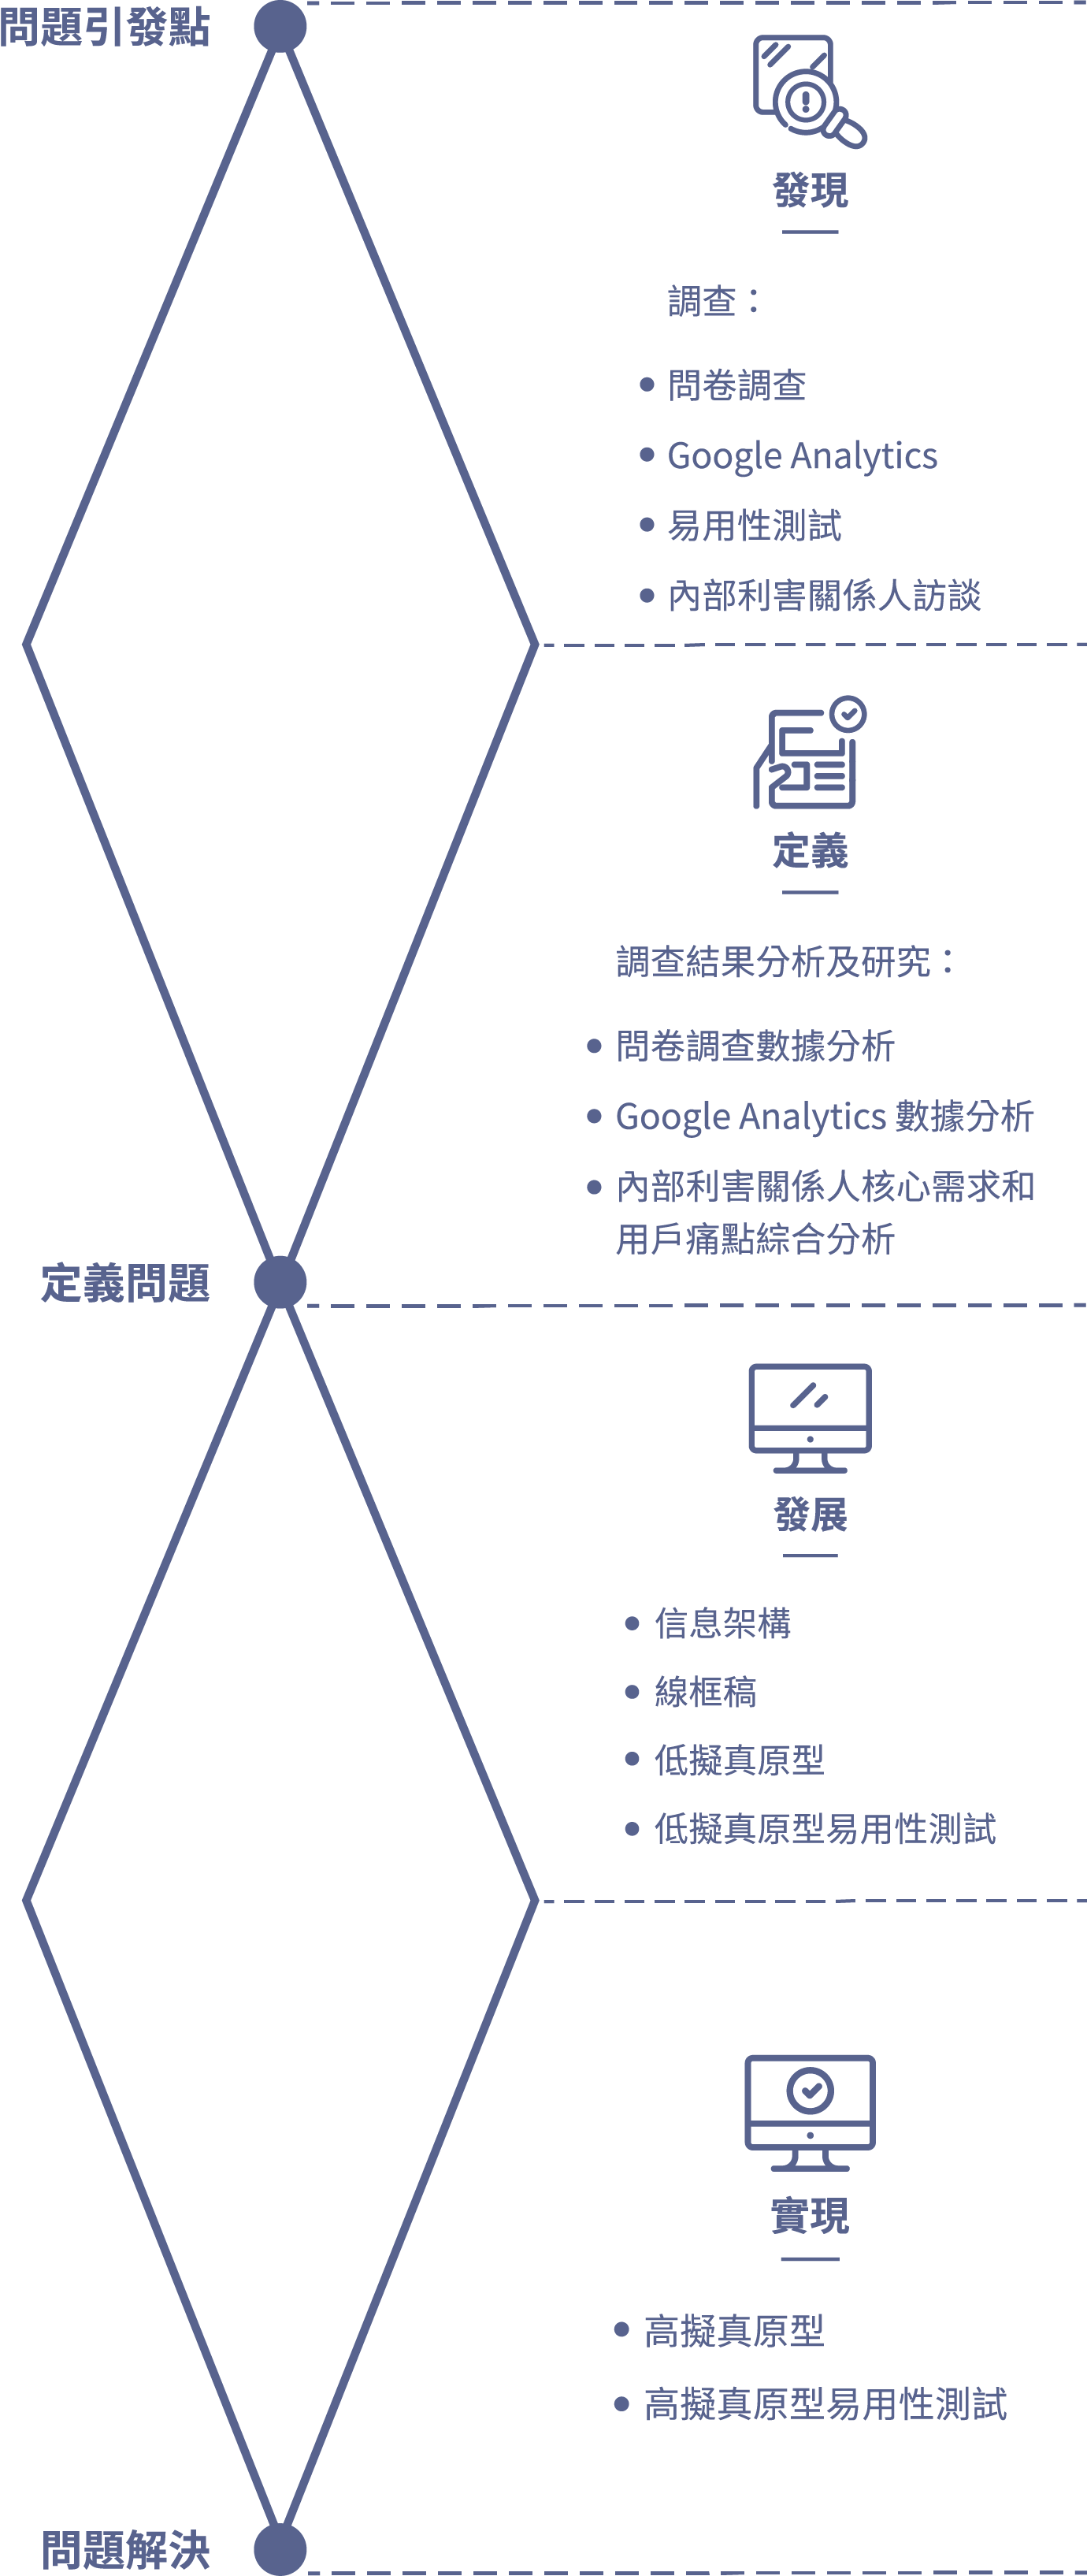 問題引發點
發現
調查：
問卷調查
Google Analytics
易用性測試
內部利害關係人訪談
定義
調查結果分析及研究：
問卷調查數據分析
Google Analytics 數據分析
內部利害關係人核心需求和
用戶痛點綜合分析
定義問題
發展
信息架構
線框稿
低擬真原型
低擬真原型易用性測試
實現
高擬真原型
高擬真原型易用性測試
問題解決